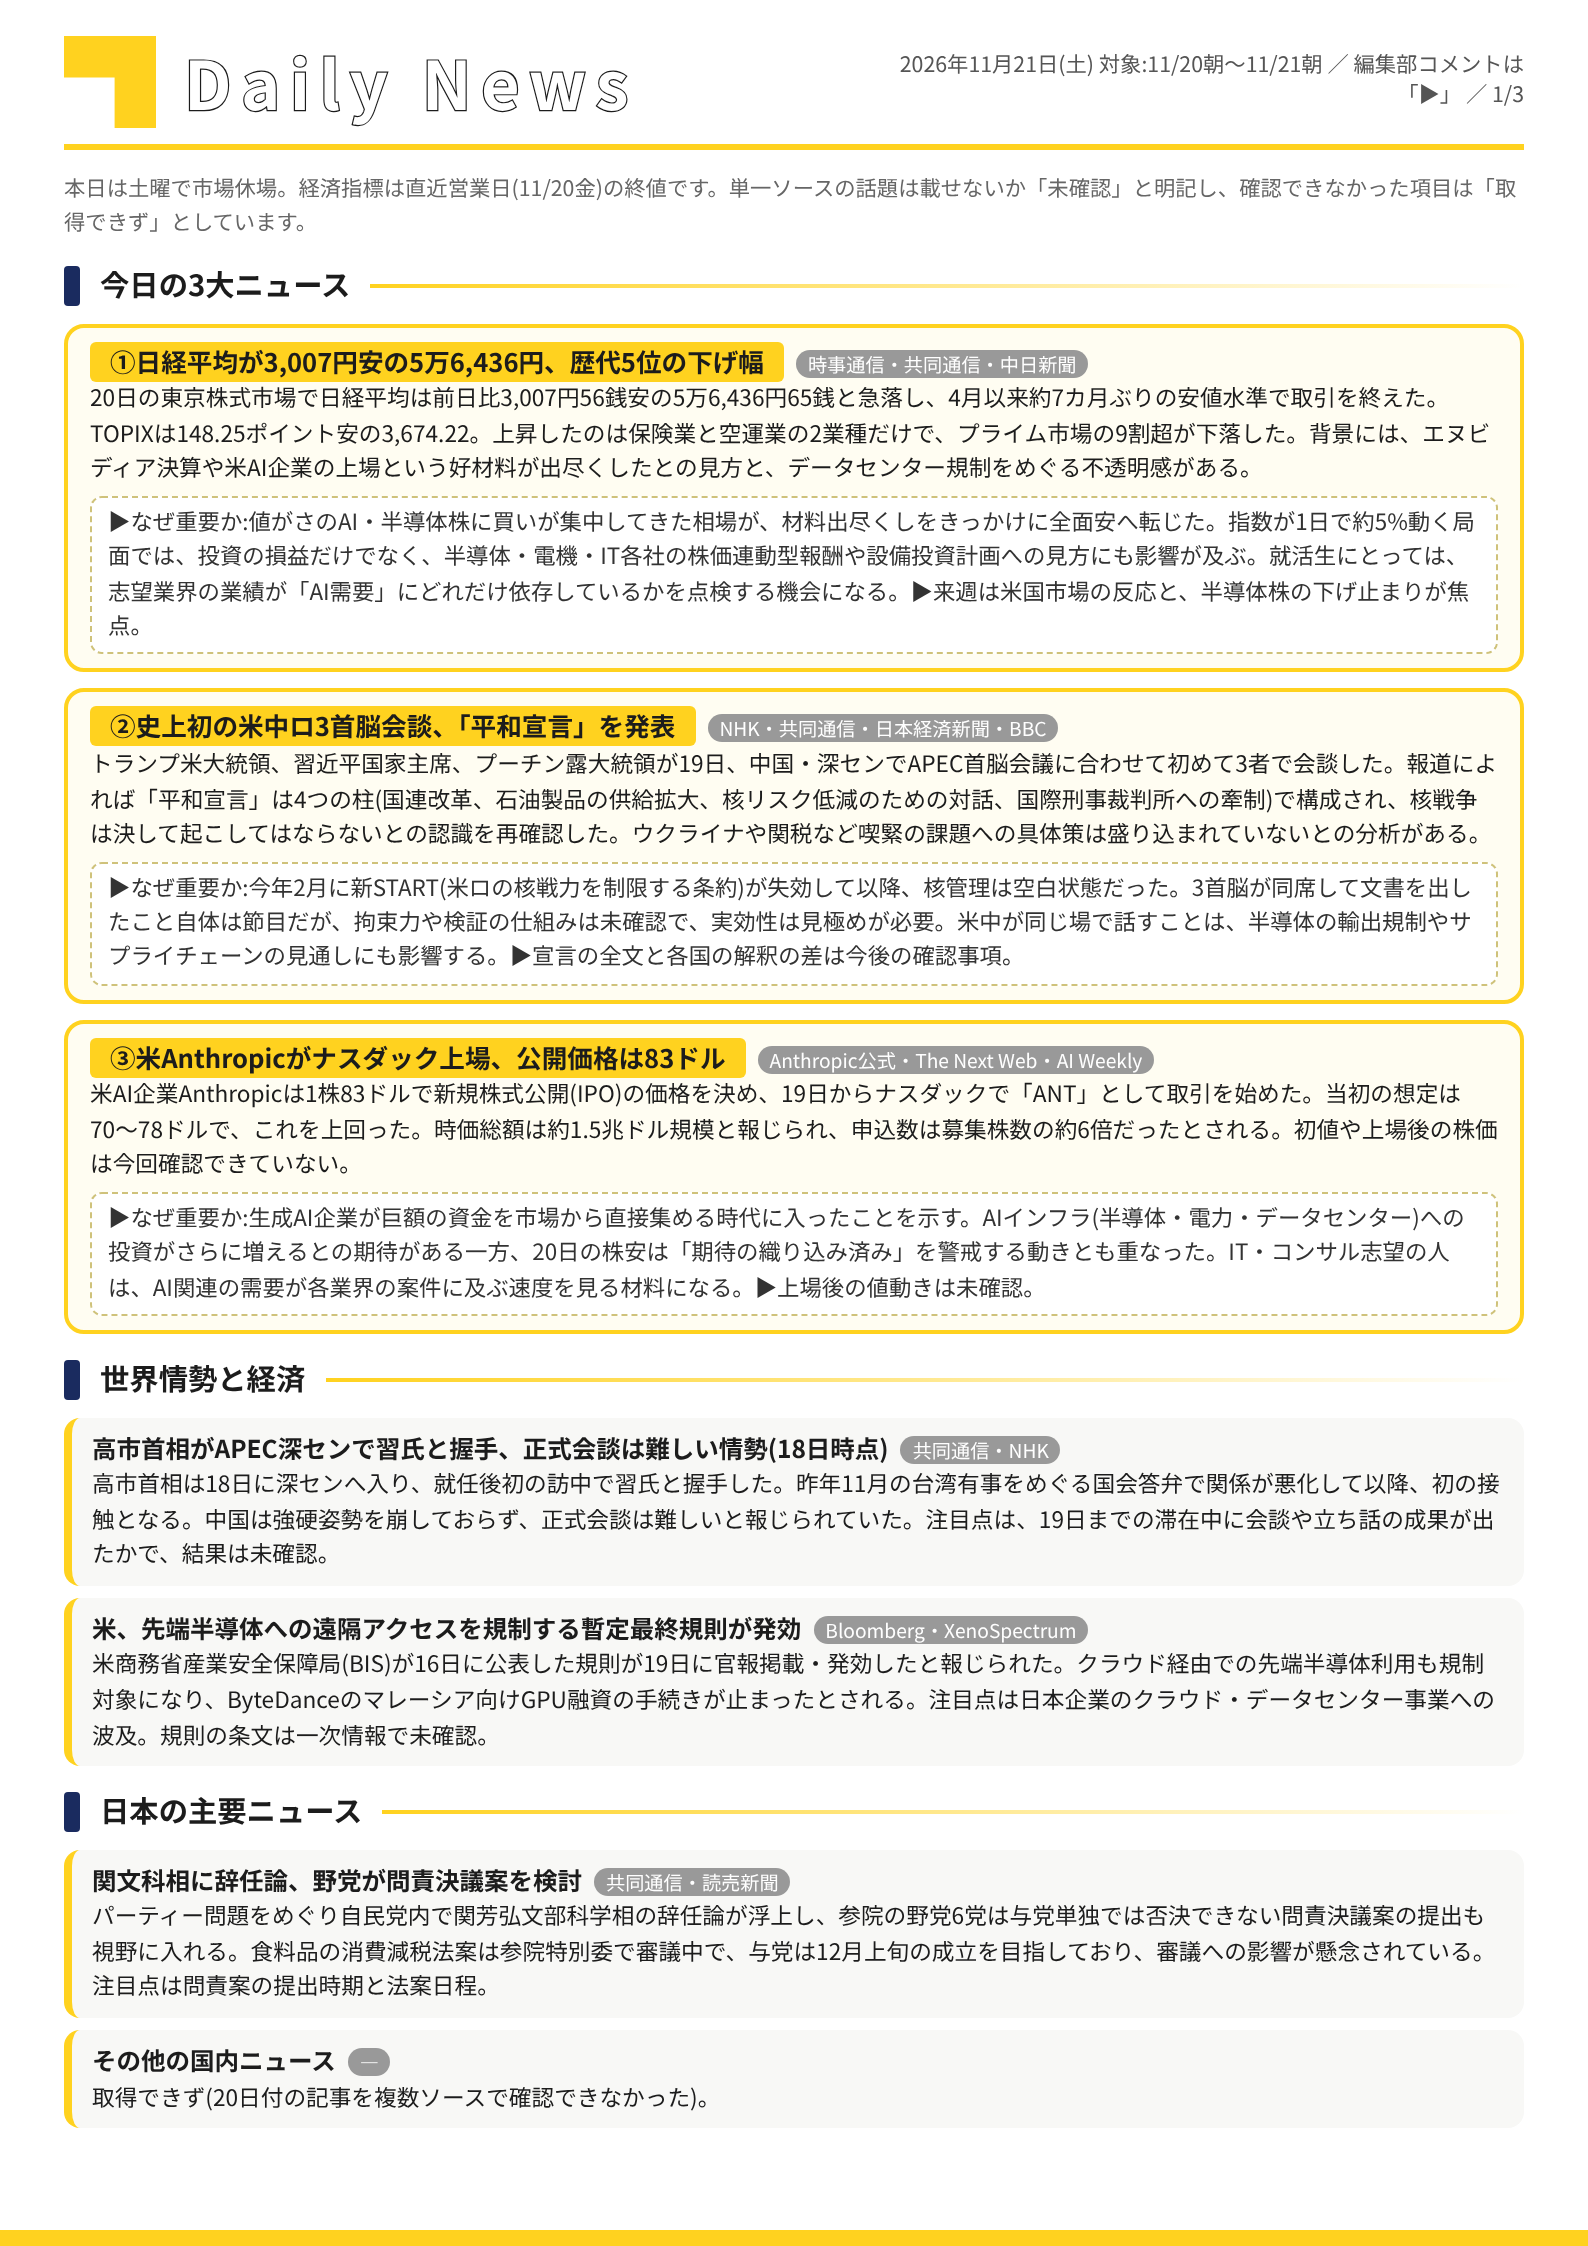 Daily News
2026年11月21日(土) 対象:11/20朝〜11/21朝 ／ 編集部コメントは
「▶」 ／ 1/3
本日は土曜で市場休場。経済指標は直近営業日(11/20金)の終値です。単一ソースの話題は載せないか「未確認」と明記し、確認できなかった項目は「取
得できず」としています。
今日の3大ニュース
①日経平均が3,007円安の5万6,436円、歴代5位の下げ幅 時事通信・共同通信・中日新聞
20日の東京株式市場で日経平均は前日比3,007円56銭安の5万6,436円65銭と急落し、4月以来約7カ月ぶりの安値水準で取引を終えた。
TOPIXは148.25ポイント安の3,674.22。上昇したのは保険業と空運業の2業種だけで、プライム市場の9割超が下落した。背景には、エヌビ
ディア決算や米AI企業の上場という好材料が出尽くしたとの見方と、データセンター規制をめぐる不透明感がある。
▶なぜ重要か:値がさのAI・半導体株に買いが集中してきた相場が、材料出尽くしをきっかけに全面安へ転じた。指数が1日で約5%動く局
面では、投資の損益だけでなく、半導体・電機・IT各社の株価連動型報酬や設備投資計画への見方にも影響が及ぶ。就活生にとっては、
志望業界の業績が「AI需要」にどれだけ依存しているかを点検する機会になる。▶来週は米国市場の反応と、半導体株の下げ止まりが焦
点。
②史上初の米中ロ3首脳会談、「平和宣言」を発表 NHK・共同通信・日本経済新聞・BBC
トランプ米大統領、習近平国家主席、プーチン露大統領が19日、中国・深センでAPEC首脳会議に合わせて初めて3者で会談した。報道によ
れば「平和宣言」は4つの柱(国連改革、石油製品の供給拡大、核リスク低減のための対話、国際刑事裁判所への牽制)で構成され、核戦争
は決して起こしてはならないとの認識を再確認した。ウクライナや関税など喫緊の課題への具体策は盛り込まれていないとの分析がある。
▶なぜ重要か:今年2月に新START(米ロの核戦力を制限する条約)が失効して以降、核管理は空白状態だった。3首脳が同席して文書を出し
たこと自体は節目だが、拘束力や検証の仕組みは未確認で、実効性は見極めが必要。米中が同じ場で話すことは、半導体の輸出規制やサ
プライチェーンの見通しにも影響する。▶宣言の全文と各国の解釈の差は今後の確認事項。
③米Anthropicがナスダック上場、公開価格は83ドル Anthropic公式・The Next Web・AI Weekly
米AI企業Anthropicは1株83ドルで新規株式公開(IPO)の価格を決め、19日からナスダックで「ANT」として取引を始めた。当初の想定は
70〜78ドルで、これを上回った。時価総額は約1.5兆ドル規模と報じられ、申込数は募集株数の約6倍だったとされる。初値や上場後の株価
は今回確認できていない。
▶なぜ重要か:生成AI企業が巨額の資金を市場から直接集める時代に入ったことを示す。AIインフラ(半導体・電力・データセンター)への
投資がさらに増えるとの期待がある一方、20日の株安は「期待の織り込み済み」を警戒する動きとも重なった。IT・コンサル志望の人
は、AI関連の需要が各業界の案件に及ぶ速度を見る材料になる。▶上場後の値動きは未確認。
世界情勢と経済
高市首相がAPEC深センで習氏と握手、正式会談は難しい情勢(18日時点) 共同通信・NHK
高市首相は18日に深センへ入り、就任後初の訪中で習氏と握手した。昨年11月の台湾有事をめぐる国会答弁で関係が悪化して以降、初の接
触となる。中国は強硬姿勢を崩しておらず、正式会談は難しいと報じられていた。注目点は、19日までの滞在中に会談や立ち話の成果が出
たかで、結果は未確認。
米、先端半導体への遠隔アクセスを規制する暫定最終規則が発効 Bloomberg・XenoSpectrum
米商務省産業安全保障局(BIS)が16日に公表した規則が19日に官報掲載・発効したと報じられた。クラウド経由での先端半導体利用も規制
対象になり、ByteDanceのマレーシア向けGPU融資の手続きが止まったとされる。注目点は日本企業のクラウド・データセンター事業への
波及。規則の条文は一次情報で未確認。
日本の主要ニュース
関文科相に辞任論、野党が問責決議案を検討 共同通信・読売新聞
パーティー問題をめぐり自民党内で関芳弘文部科学相の辞任論が浮上し、参院の野党6党は与党単独では否決できない問責決議案の提出も
視野に入れる。食料品の消費減税法案は参院特別委で審議中で、与党は12月上旬の成立を目指しており、審議への影響が懸念されている。
注目点は問責案の提出時期と法案日程。
その他の国内ニュース —
取得できず(20日付の記事を複数ソースで確認できなかった)。